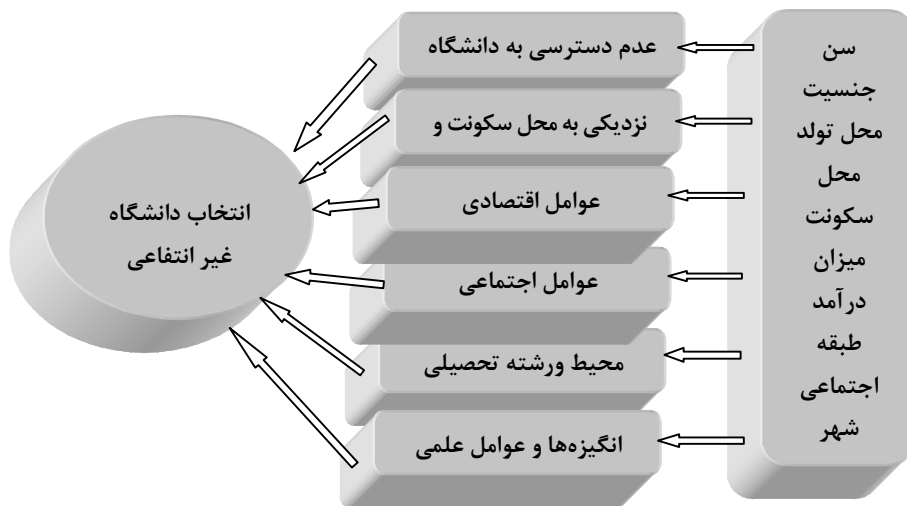 سن
جنسیت
محل تولد
محل
سکونت
میزان
درآمد
طبقه
اجتماعی
شهر
عدم دسترسی به دانشگاه
نزدیکی به محل سکونت و
عوامل اقتصادی
عوامل اجتماعی
محیط ورشته تحصیلی
انگیزه‌ها و عوامل علمی
انتخاب دانشگاه
غیر انتفاعی